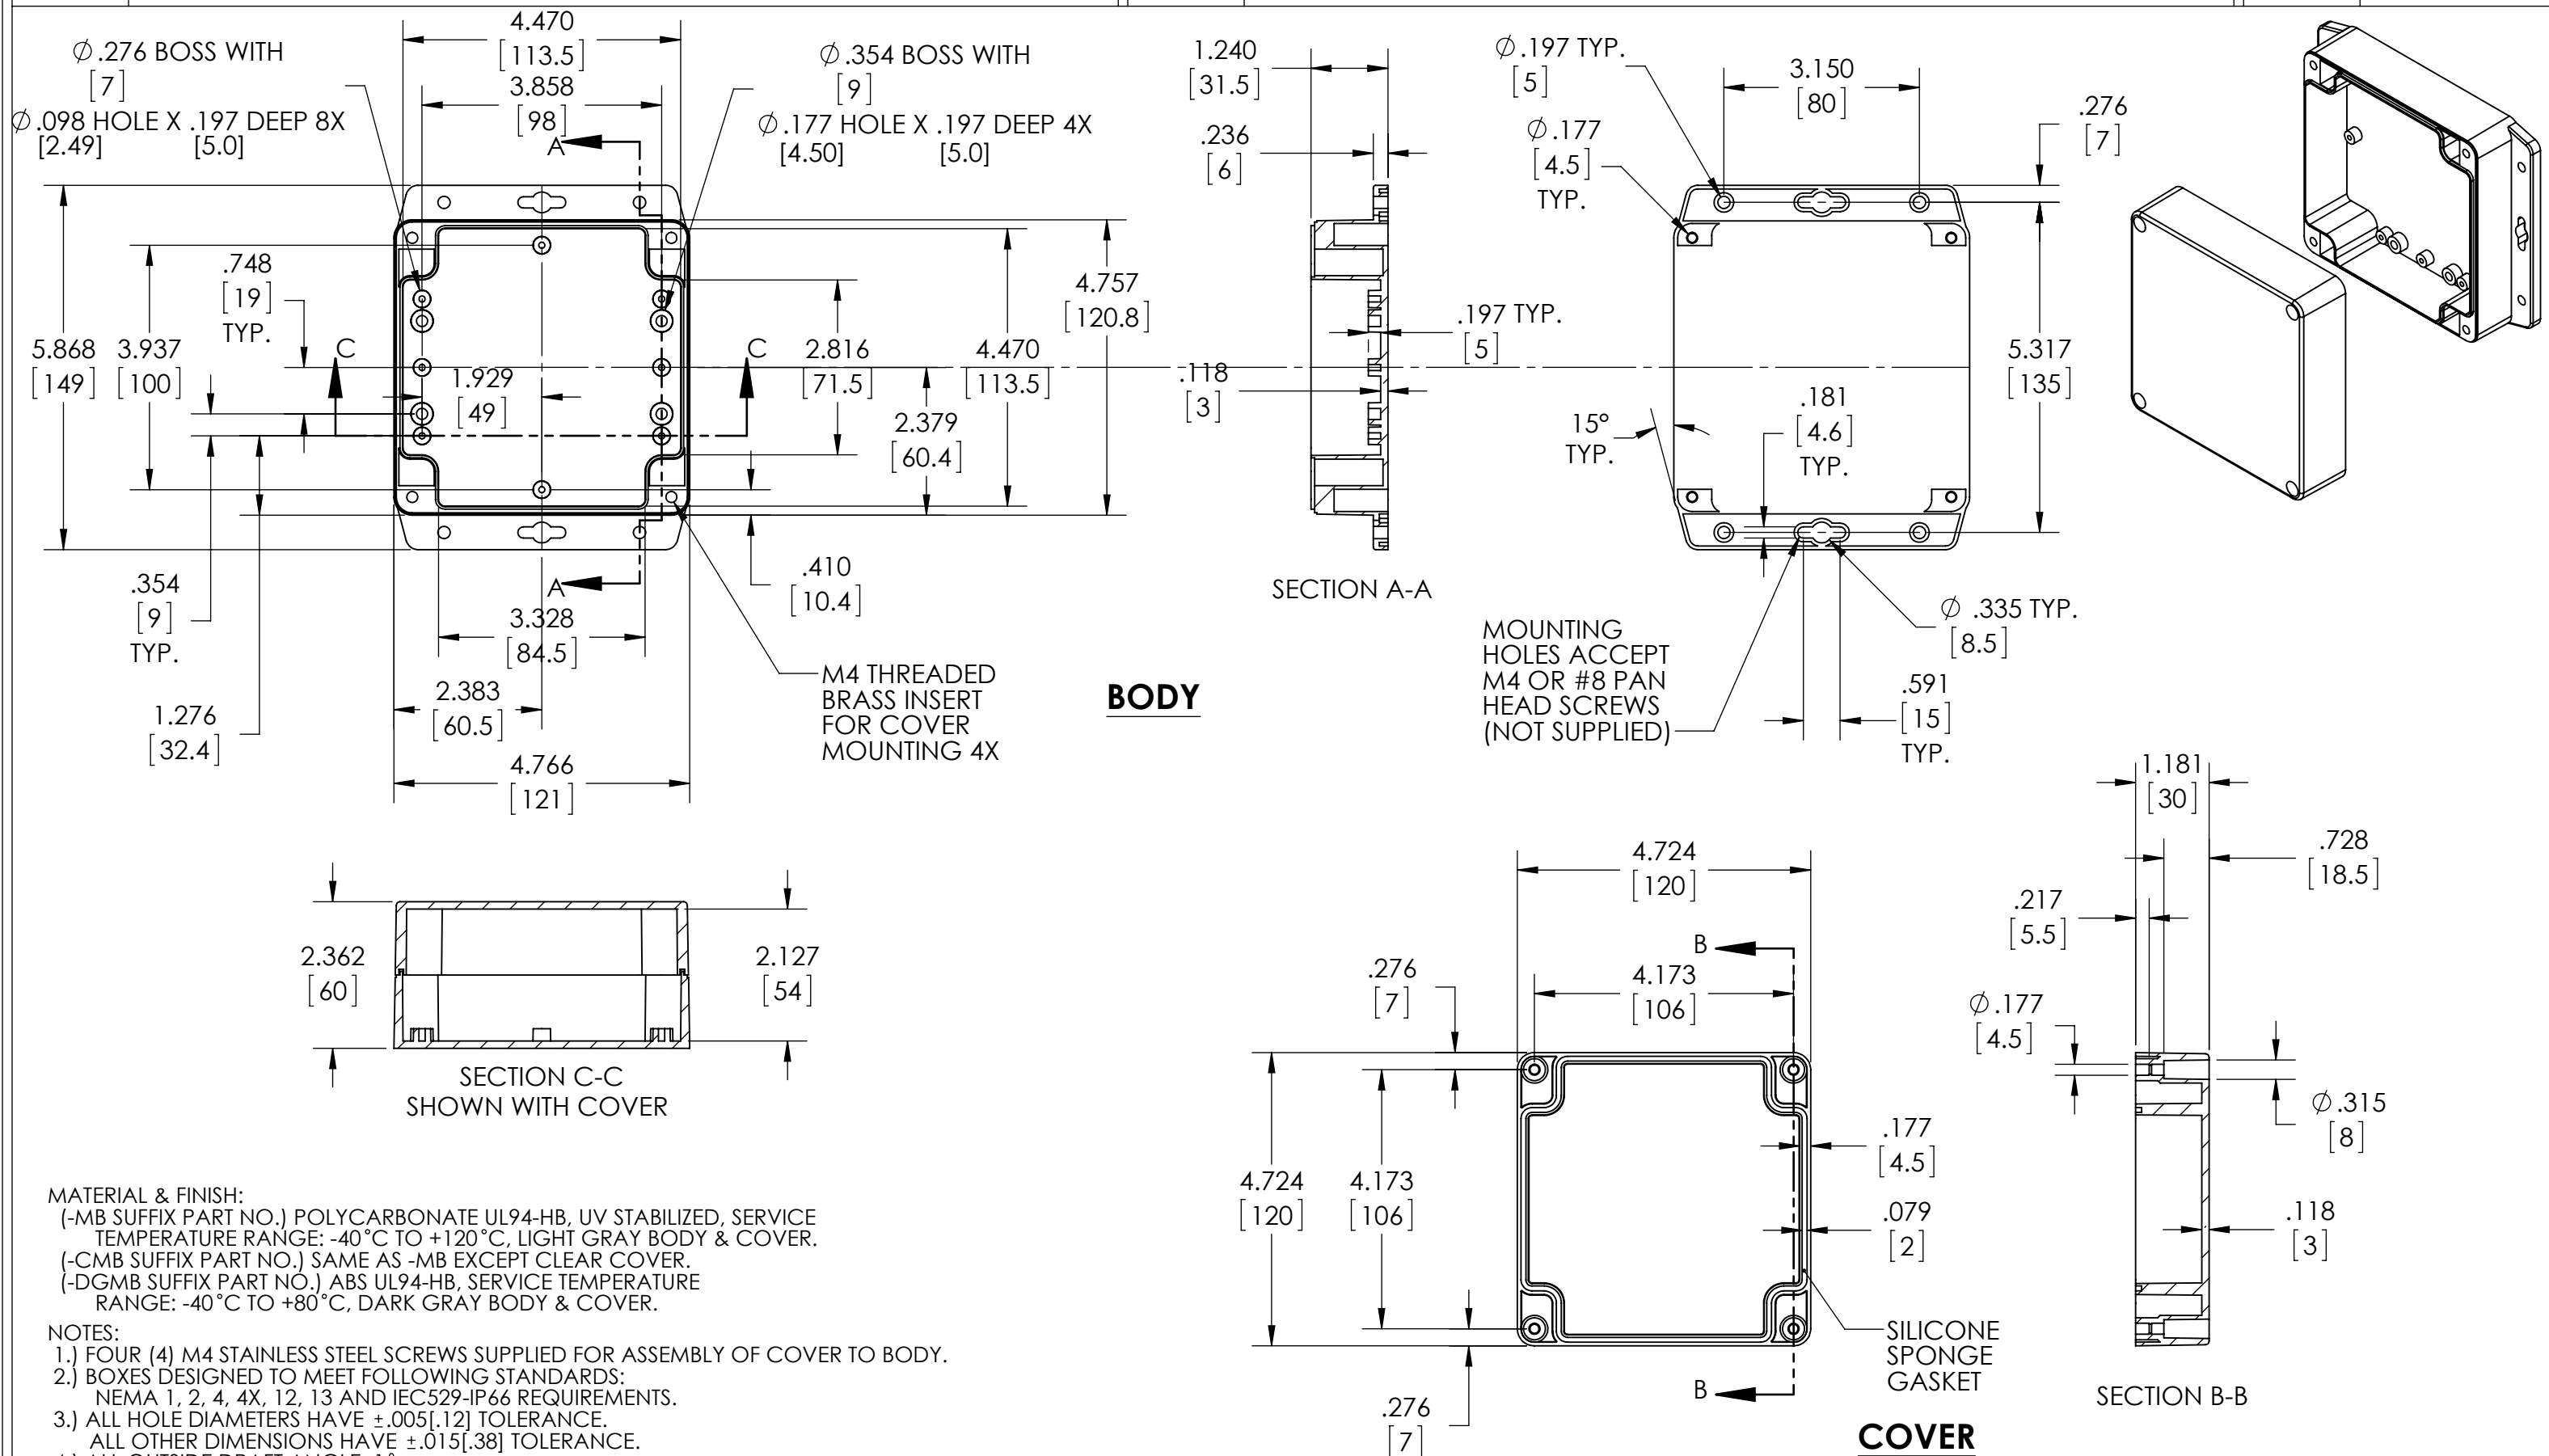 4.470
[113.5]
∅.276 BOSS WITH
[7]
∅.098 HOLE X .197 DEEP 8X
[2.49] [5.0]
3.858
[98]
∅.354 BOSS WITH
[9]
∅.177 HOLE X .197 DEEP 4X
[4.50] [5.0]
A
.748
[19]
TYP.
5.868
[149]
3.937
[100]
C
C
1.929
[49]
2.816
[71.5]
4.470
[113.5]
4.757
[120.8]
2.379
[60.4]
.354
[9]
TYP.
A
.410
[10.4]
3.328
[84.5]
2.383
[60.5]
1.276
[32.4]
4.766
[121]
M4 THREADED
BRASS INSERT
FOR COVER
MOUNTING 4X
BODY
1.240
[31.5]
.236
[6]
.197 TYP.
[5]
.118
[3]
SECTION A-A
∅.197 TYP.
[5]
3.150
[80]
∅.177
[4.5]
TYP.
.276
[7]
5.317
[135]
15°
TYP.
.181
[4.6]
TYP.
∅ .335 TYP.
[8.5]
.591
[15]
TYP.
MOUNTING
HOLES ACCEPT
M4 OR #8 PAN
HEAD SCREWS
(NOT SUPPLIED)
2.362
[60]
2.127
[54]
SECTION C-C
SHOWN WITH COVER
4.724
[120]
B
4.173
[106]
.276
[7]
4.724
[120]
4.173
[106]
.177
[4.5]
.079
[2]
SILICONE
SPONGE
GASKET
B
.276
[7]
COVER
1.181
[30]
.728
[18.5]
.217
[5.5]
∅.177
[4.5]
∅.315
[8]
.118
[3]
SECTION B-B
MATERIAL & FINISH:
(-MB SUFFIX PART NO.) POLYCARBONATE UL94-HB, UV STABILIZED, SERVICE
TEMPERATURE RANGE: -40°C TO +120°C, LIGHT GRAY BODY & COVER.
(-CMB SUFFIX PART NO.) SAME AS -MB EXCEPT CLEAR COVER.
(-DGMB SUFFIX PART NO.) ABS UL94-HB, SERVICE TEMPERATURE
RANGE: -40°C TO +80°C, DARK GRAY BODY & COVER.
NOTES:
1.) FOUR (4) M4 STAINLESS STEEL SCREWS SUPPLIED FOR ASSEMBLY OF COVER TO BODY.
2.) BOXES DESIGNED TO MEET FOLLOWING STANDARDS:
NEMA 1, 2, 4, 4X, 12, 13 AND IEC529-IP66 REQUIREMENTS.
3.) ALL HOLE DIAMETERS HAVE ±.005[.12] TOLERANCE.
ALL OTHER DIMENSIONS HAVE ±.015[.38] TOLERANCE.